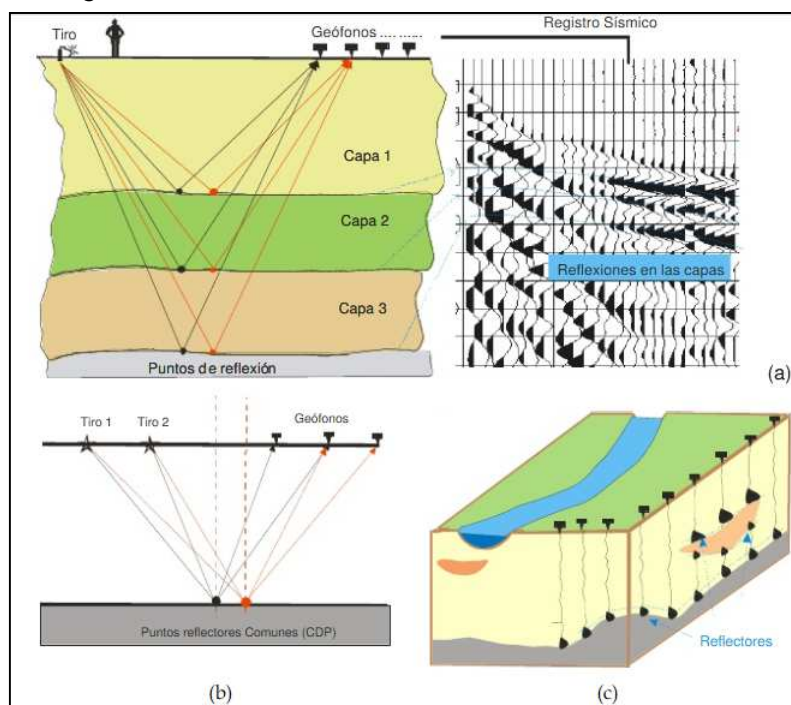 Tiro
Geófonos .... ......
Registro Sísmico
Capa 1
Capa 2
Capa 3
Puntos de reflexión
Reflexiones en las capas
(a)
Tiro 1
Tiro 2
Geófonos
Puntos reflectores Comunes (CDP)
(b)
Reflectores
(c)